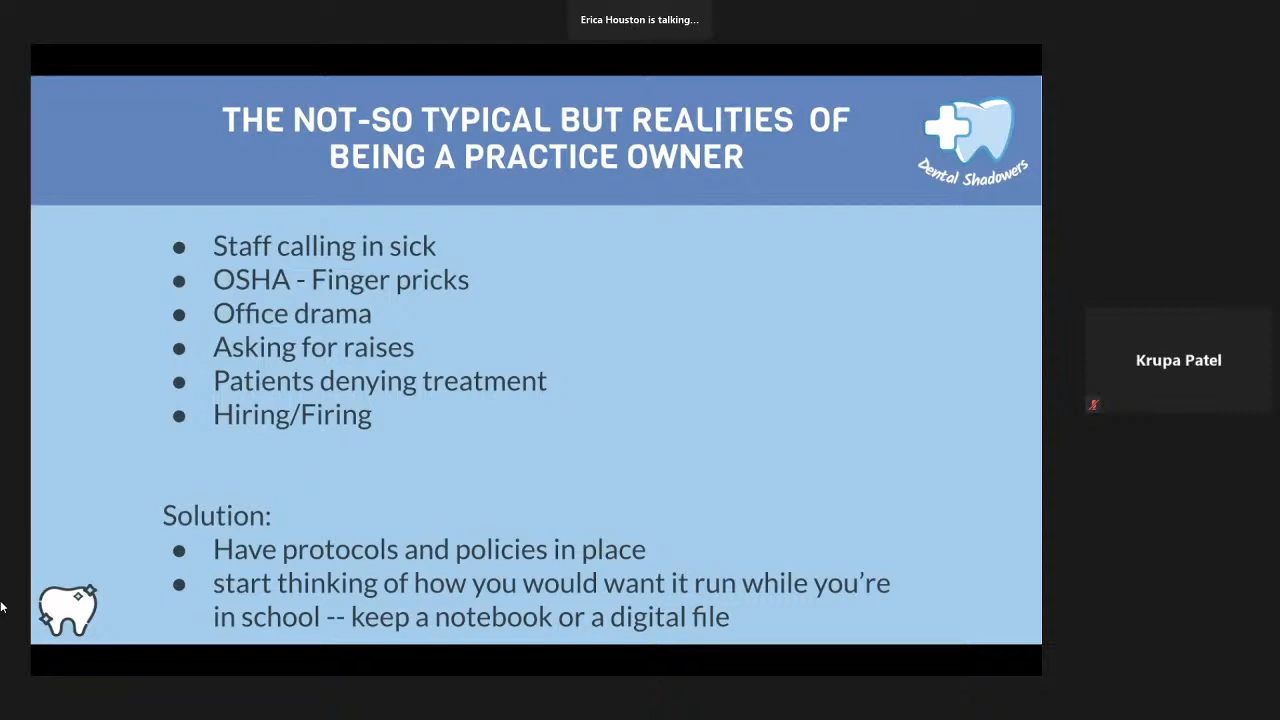 Erica Houston is talking...
THE NOT-SO TYPICAL BUT REALITIES OF
BEING A PRACTICE OWNER
Dental Shadowers
● Staff calling in sick
● OSHA - Finger pricks
● Office drama
● Asking for raises
● Patients denying treatment
● Hiring/Firing
Krupa Patel
Solution:
● Have protocols and policies in place
● start thinking of how you would want it run while you’re
in school -- keep a notebook or a digital file